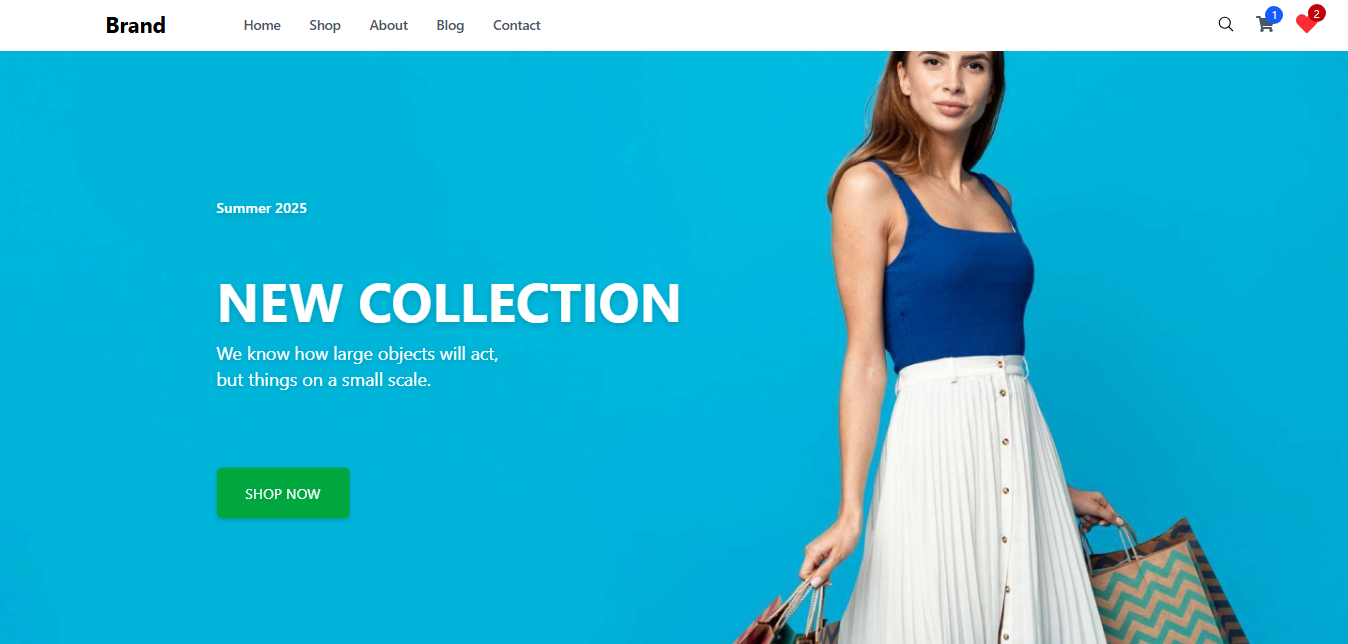 Brand
Home Shop About Blog Contact
1
2
Summer 2025
NEW COLLECTION
We know how large objects will act,
but things on a small scale.
SHOP NOW